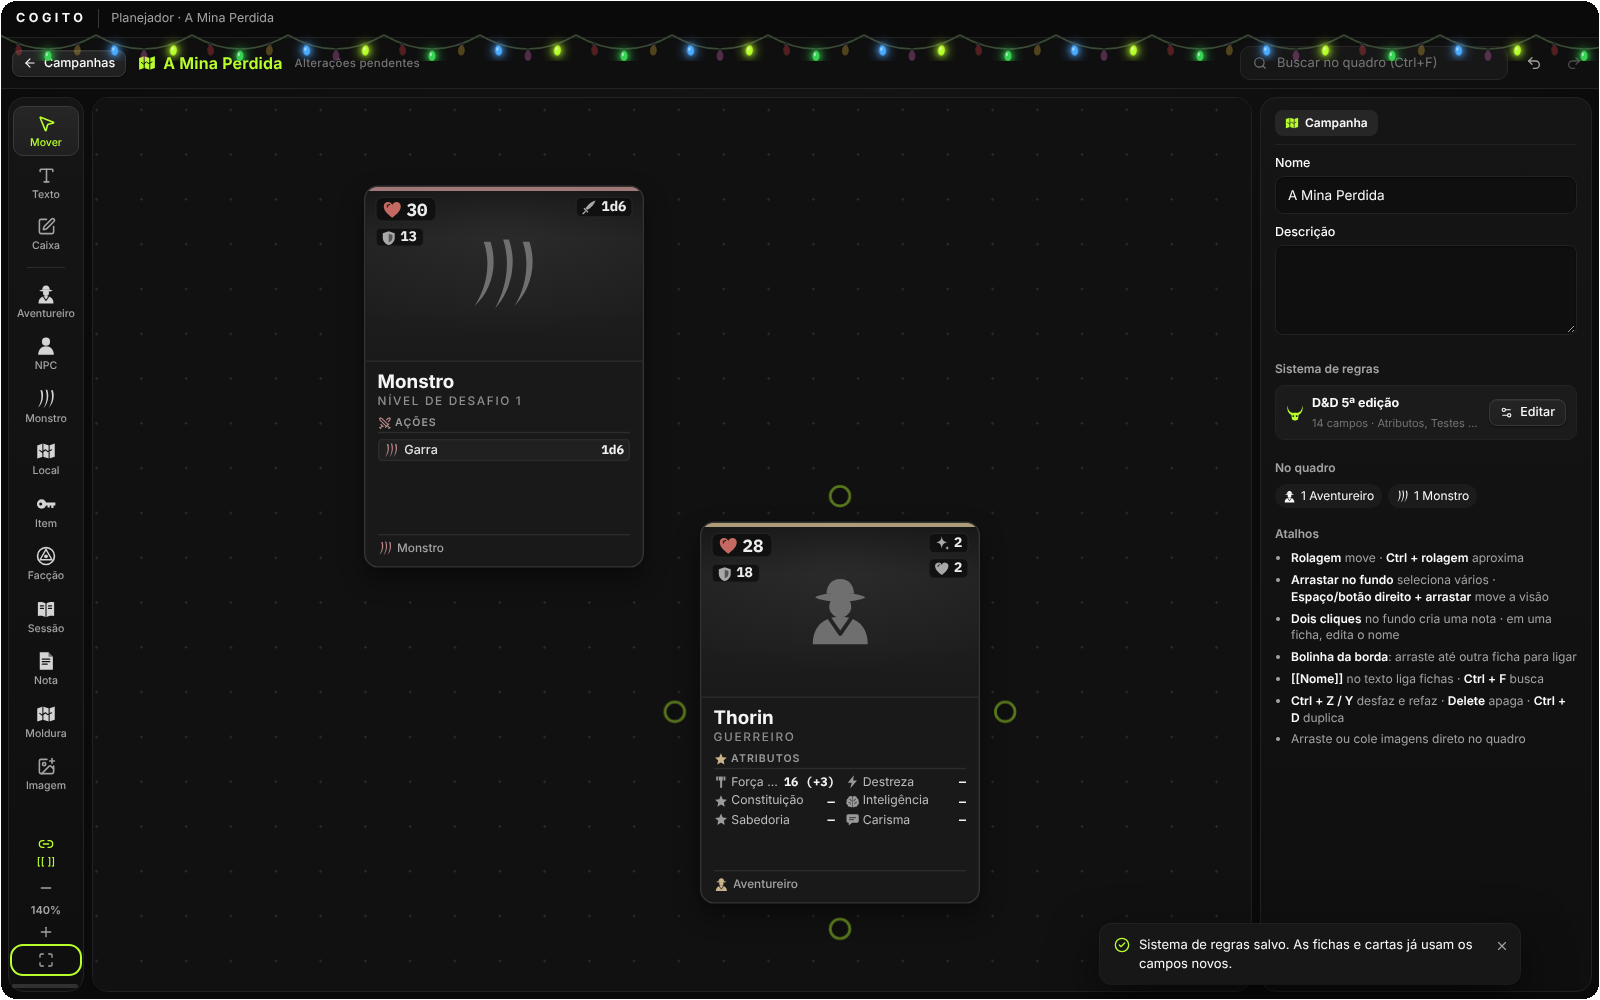 COGITO
Planejador · A Mina Perdida
Campanhas
A Mina Perdida
Alterações pendentes
Buscar no quadro (Ctrl+F)
Mover
Texto
Caixa
Aventureiro
NPC
Monstro
Local
Item
Facção
Sessão
Nota
Moldura
Imagem
[[ ]]
140%
30
1d6
13
Monstro
NÍVEL DE DESAFIO 1
AÇÕES
Garra 1d6
Monstro
28
2
18
2
Thorin
GUERREIRO
ATRIBUTOS
Força ... 16 (+3) Destreza –
Constituição – Inteligência –
Sabedoria – Carisma –
Aventureiro
Campanha
Nome
A Mina Perdida
Descrição
Sistema de regras
D&D 5ª edição
14 campos · Atributos, Testes ...
Editar
No quadro
1 Aventureiro
1 Monstro
Atalhos
• Rolagem move · Ctrl + rolagem aproxima
• Arrastar no fundo seleciona vários ·
Espaço/botão direito + arrastar move a visão
• Dois cliques no fundo cria uma nota · em uma
ficha, edita o nome
• Bolinha da borda: arraste até outra ficha para ligar
• [[Nome]] no texto liga fichas · Ctrl + F busca
• Ctrl + Z / Y desfaz e refaz · Delete apaga · Ctrl +
D duplica
• Arraste ou cole imagens direto no quadro
Sistema de regras salvo. As fichas e cartas já usam os
campos novos.